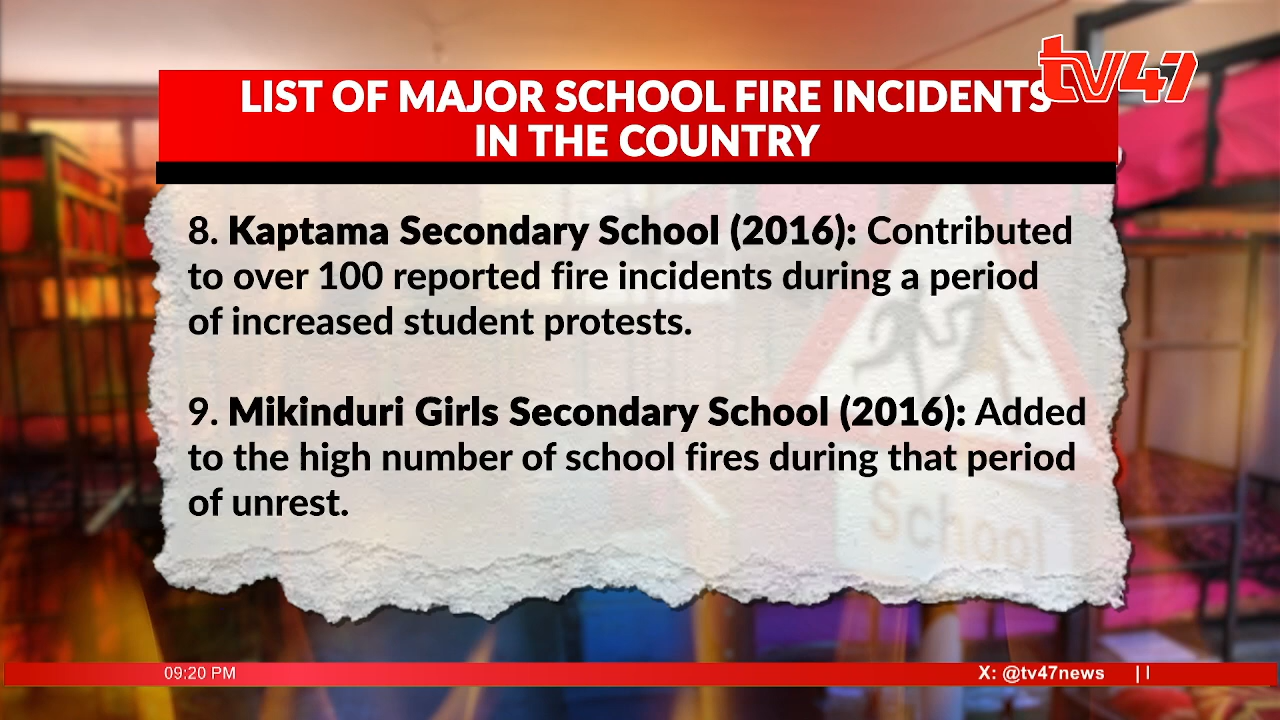 tv47
LIST OF MAJOR SCHOOL FIRE INCIDENTS
IN THE COUNTRY
8. Kaptama Secondary School (2016): Contributed
to over 100 reported fire incidents during a period
of increased student protests.
9. Mikinduri Girls Secondary School (2016): Added
to the high number of school fires during that period
of unrest.
School
09:20 PM
X: @tv47news